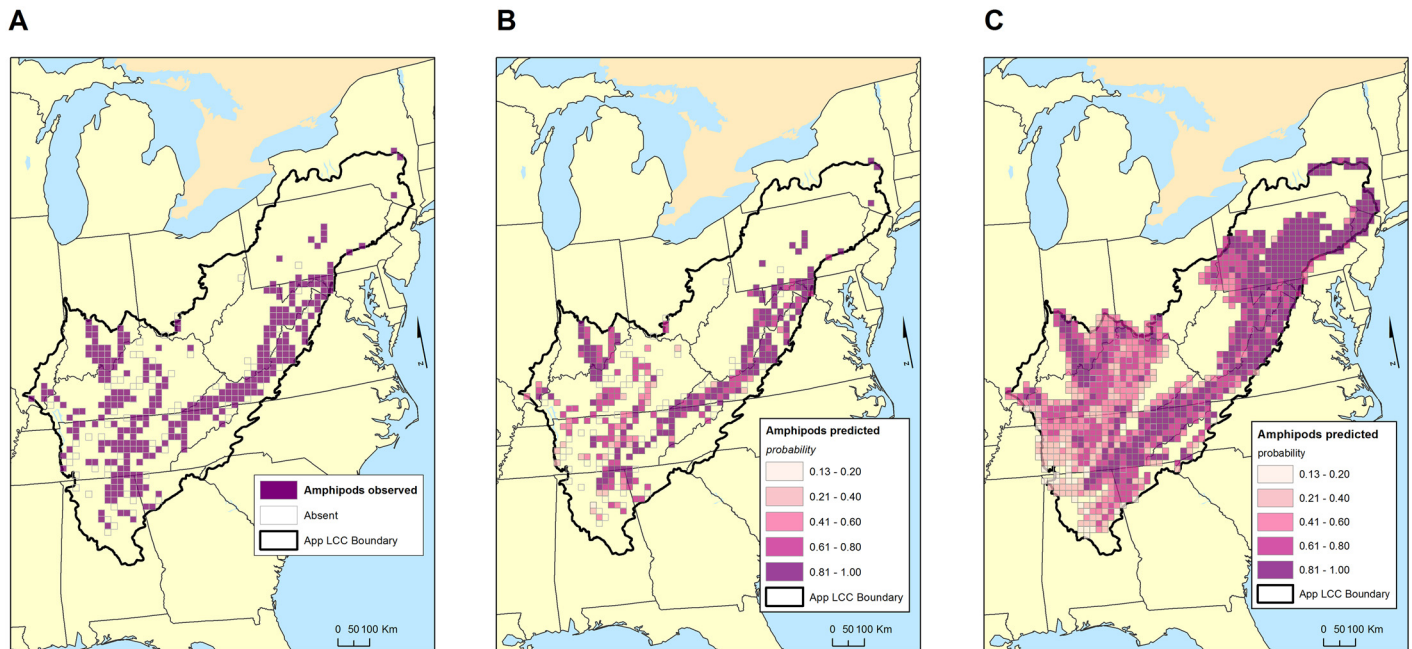 A
B
C
Amphipods observed
Absent
App LCC Boundary
0 50 100 Km
N
Amphipods predicted
probability
0.13 - 0.20
0.21 - 0.40
0.41 - 0.60
0.61 - 0.80
0.81 - 1.00
App LCC Boundary
0 50 100 Km
N
Amphipods predicted
probability
0.13 - 0.20
0.21 - 0.40
0.41 - 0.60
0.61 - 0.80
0.81 - 1.00
App LCC Boundary
0 50 100 Km
N